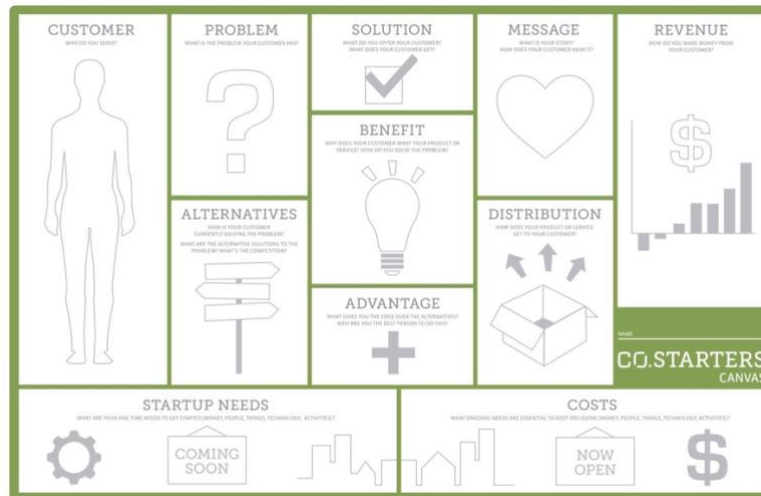 CUSTOMER
WHO DO YOU SERVE?
PROBLEM
WHAT IS THE PROBLEM YOUR CUSTOMER HAS?
SOLUTION
WHAT DO YOU OFFER YOUR CUSTOMER?
WHAT DOES YOUR CUSTOMER GET?
MESSAGE
WHAT IS YOUR STORY?
HOW DOES YOUR CUSTOMER HEAR IT?
REVENUE
HOW DO YOU MAKE MONEY FROM
YOUR CUSTOMER?
$
BENEFIT
WHY DOES YOUR CUSTOMER WANT YOUR PRODUCT OR
SERVICE? HOW DO YOU SOLVE THE PROBLEM?
ALTERNATIVES
HOW IS YOUR CUSTOMER
CURRENTLY SOLVING THE PROBLEM?
WHAT ARE THE ALTERNATIVE SOLUTIONS TO THE
PROBLEM? WHAT'S THE COMPETITION?
DISTRIBUTION
HOW DOES YOUR PRODUCT OR SERVICE
GET TO YOUR CUSTOMER?
ADVANTAGE
WHAT GIVES YOU THE EDGE OVER THE ALTERNATIVES?
WHY ARE YOU THE BEST PERSON TO DO THIS?
NAME
CO.STARTERS
CANVAS
STARTUP NEEDS
WHAT ARE YOUR ONE TIME NEEDS TO GET STARTED (MONEY, PEOPLE, THINGS, TECHNOLOGY, ACTIVITIES)?
COMING
SOON
COSTS
WHAT ONGOING NEEDS ARE ESSENTIAL TO KEEP YOU GOING (MONEY, PEOPLE, THINGS, TECHNOLOGY, ACTIVITIES)?
NOW
OPEN
$